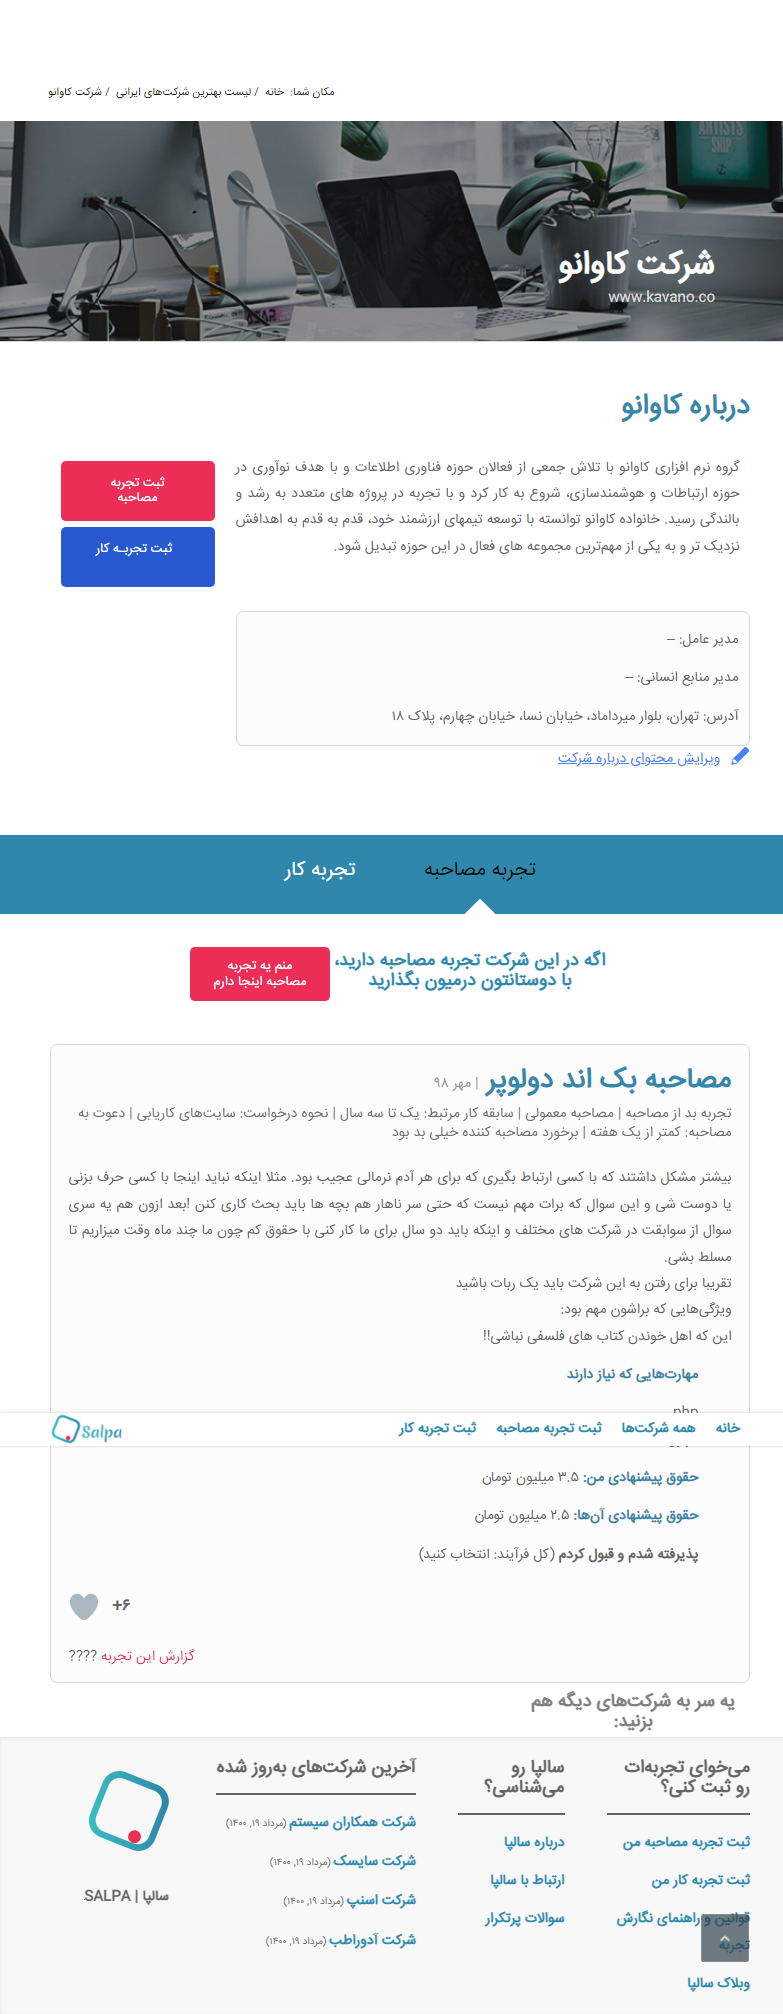 مکان شما: خانه / لیست بهترین شرکت‌های ایرانی / شرکت کاوانو
ARTISTS
SHIP
شرکت کاوانو
www.kavano.co
درباره کاوانو
گروه نرم افزاری کاوانو با تلاش جمعی از فعالان حوزه فناوری اطلاعات و با هدف نوآوری در
حوزه ارتباطات و هوشمندسازی، شروع به کار کرد و با تجربه در پروژه های متعدد به رشد و
بالندگی رسید. خانواده کاوانو توانسته با توسعه تیمهای ارزشمند خود، قدم به قدم به اهدافش
نزدیک تر و به یکی از مهم‌ترین مجموعه های فعال در این حوزه تبدیل شود.
ثبت تجربه
مصاحبه
ثبت تجربـه کار
مدیر عامل: –
مدیر منابع انسانی: –
آدرس: تهران، بلوار میرداماد، خیابان نسا، خیابان چهارم، پلاک ۱۸
ویرایش محتوای درباره شرکت
تجربه مصاحبه
تجربه کار
اگه در این شرکت تجربه مصاحبه دارید،
با دوستانتون درمیون بگذارید
منم یه تجربه
مصاحبه اینجا دارم
مصاحبه بک اند دولوپر | مهر ۹۸
تجربه بد از مصاحبه | مصاحبه معمولی | سابقه کار مرتبط: یک تا سه سال | نحوه درخواست: سایت‌های کاریابی | دعوت به
مصاحبه: کمتر از یک هفته | برخورد مصاحبه کننده خیلی بد بود
بیشتر مشکل داشتند که با کسی ارتباط بگیری که برای هر آدم نرمالی عجیب بود. مثلا اینکه نباید اینجا با کسی حرف بزنی
یا دوست شی و این سوال که برات مهم نیست که حتی سر ناهار هم بچه ها باید بحث کاری کنن !بعد ازون هم یه سری
سوال از سوابقت در شرکت های مختلف و اینکه باید دو سال برای ما کار کنی با حقوق کم چون ما چند ماه وقت میزاریم تا
مسلط بشی.
تقریبا برای رفتن به این شرکت باید یک ربات باشید
ویژگی‌هایی که براشون مهم بود:
این که اهل خوندن کتاب های فلسفی نباشی!!
مهارت‌هایی که نیاز دارند
php
خانه
همه شرکت‌ها
ثبت تجربه مصاحبه
ثبت تجربه کار
Salpa
حقوق پیشنهادی من: ۳.۵ میلیون تومان
حقوق پیشنهادی آن‌ها: ۲.۵ میلیون تومان
پذیرفته شدم و قبول کردم (کل فرآیند: انتخاب کنید)
+۶
گزارش این تجربه ????
یه سر به شرکت‌های دیگه هم
بزنید:
می‌خوای تجربه‌ات
رو ثبت کنی؟
ثبت تجربه مصاحبه من
ثبت تجربه کار من
قوانین و راهنمای نگارش
تجربه
وبلاک سالپا
سالپا رو
می‌شناسی؟
درباره سالپا
ارتباط با سالپا
سوالات پرتکرار
آخرین شرکت‌های به‌روز شده
شرکت همکاران سیستم (مرداد ۱۹, ۱۴۰۰)
شرکت سایسک (مرداد ۱۹, ۱۴۰۰)
شرکت اسنپ (مرداد ۱۹, ۱۴۰۰)
شرکت آدوراطب (مرداد ۱۹, ۱۴۰۰)
سالپا | SALPA